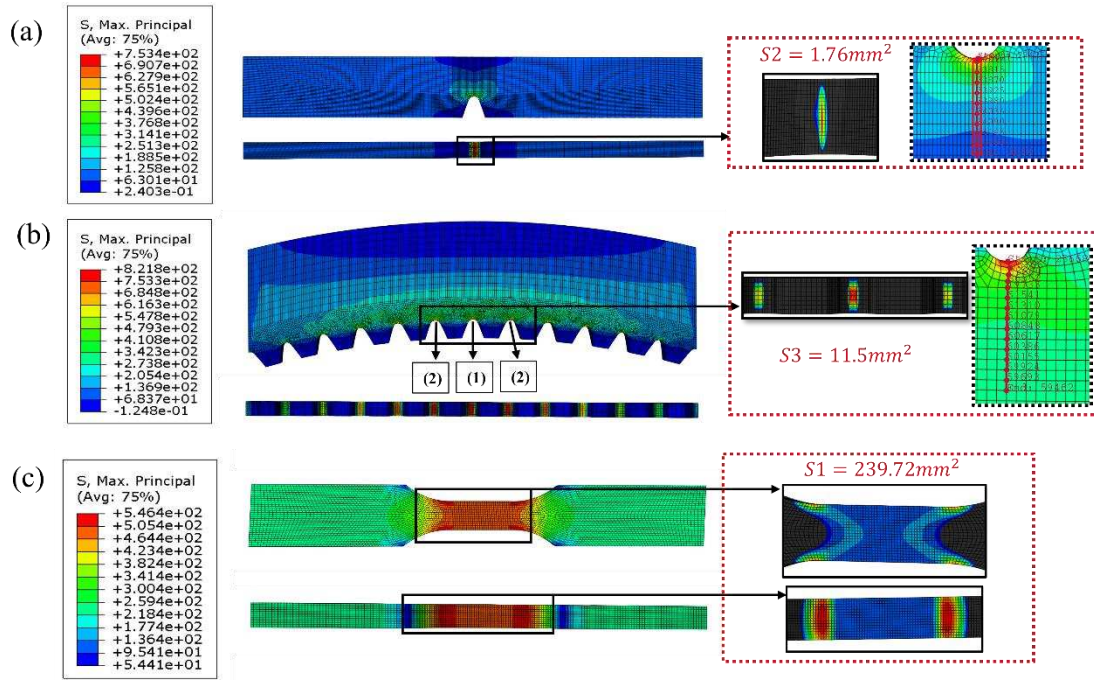 (a)
S, Max. Principal
(Avg: 75%)
+7.534e+02
+6.907e+02
+6.279e+02
+5.651e+02
+5.024e+02
+4.396e+02
+3.768e+02
+3.141e+02
+2.513e+02
+1.885e+02
+1.258e+02
+6.301e+01
+2.403e-01
S2 = 1.76mm²
(b)
S, Max. Principal
(Avg: 75%)
+8.218e+02
+7.533e+02
+6.848e+02
+6.163e+02
+5.478e+02
+4.793e+02
+4.108e+02
+3.423e+02
+2.738e+02
+2.054e+02
+1.369e+02
+6.837e+01
-1.248e-01
(2) (1) (2)
S3 = 11.5mm²
(c)
S, Max. Principal
(Avg: 75%)
+5.464e+02
+5.054e+02
+4.644e+02
+4.234e+02
+3.824e+02
+3.414e+02
+3.004e+02
+2.594e+02
+2.184e+02
+1.774e+02
+1.364e+02
+9.541e+01
+5.441e+01
S1 = 239.72mm²